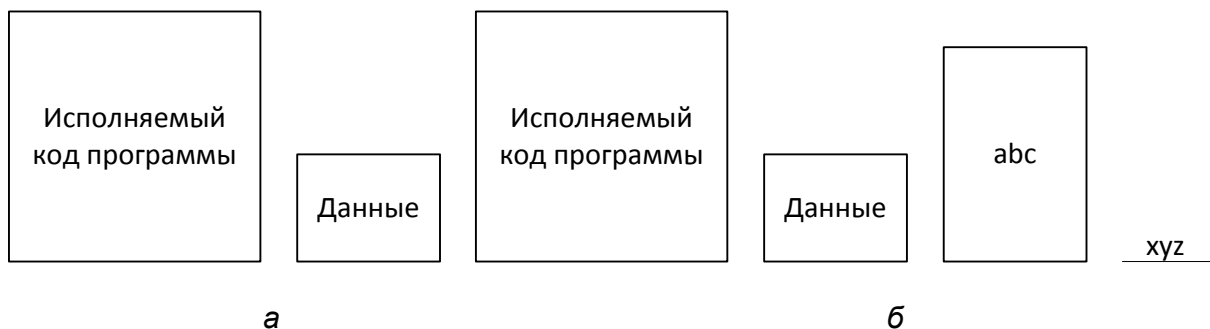 Исполняемый
код программы
Данные
Исполняемый
код программы
Данные
abc
xyz
а
б